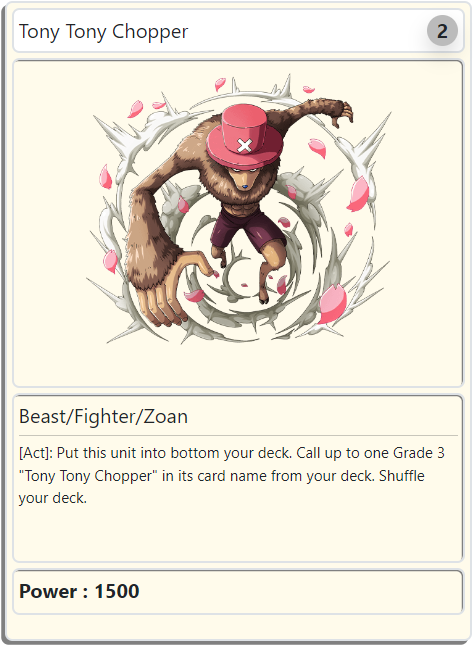 Tony Tony Chopper
2
Beast/Fighter/Zoan
[Act]: Put this unit into bottom your deck. Call up to one Grade 3
"Tony Tony Chopper" in its card name from your deck. Shuffle
your deck.
Power : 1500